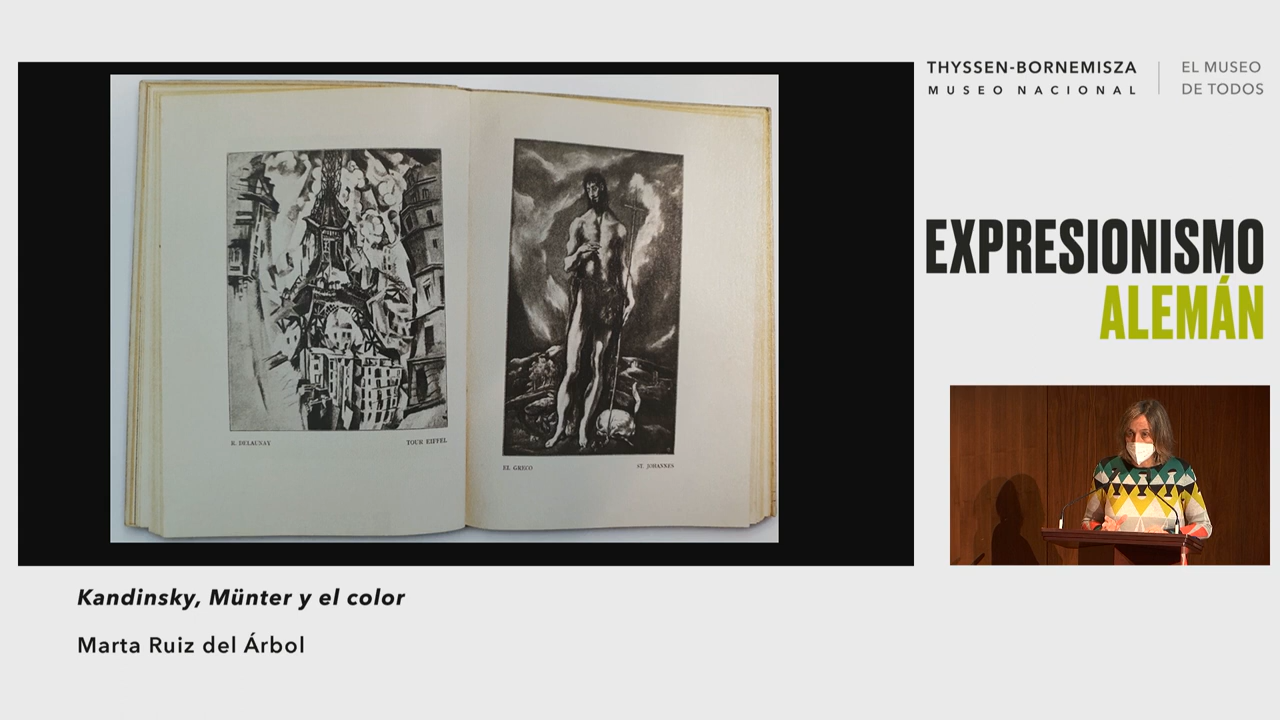 THYSSEN-BORNEMISZA
MUSEO NACIONAL
EL MUSEO
DE TODOS
EXPRESIONISMO
ALEMÁN
R. DELAUNAY
TOUR EIFFEL
EL GRECO
ST. JOHANNES
Kandinsky, Münter y el color
Marta Ruiz del Árbol